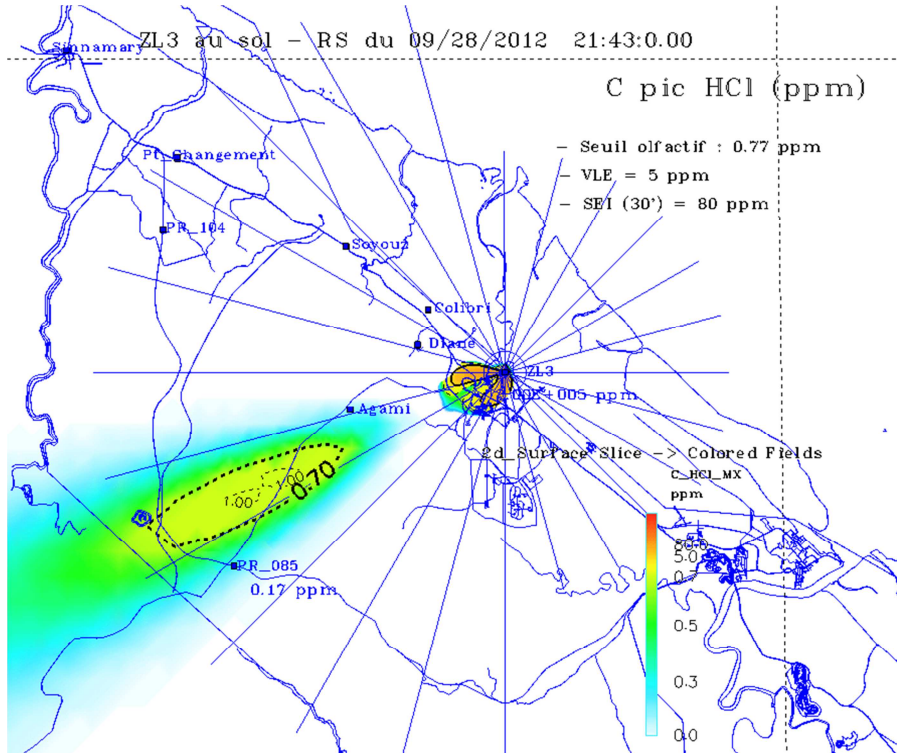 Sinnamary
ZL3 au sol - RS du 09/28/2012 21:43:0.00
C pic HCl (ppm)
- Seuil olfactif : 0.77 ppm
- VLE = 5 ppm
- SEI (30') = 80 ppm
Pt_Changement
PR_104
Soyouz
Colibri
Diane
ZL3
00E+005 ppm
Agami
2d_Surface Slice -> Colored Fields
C_HCl_MX
ppm
1.00
1.00
0.70
5.0
0.5
0.3
0.0
PR_085
0.17 ppm